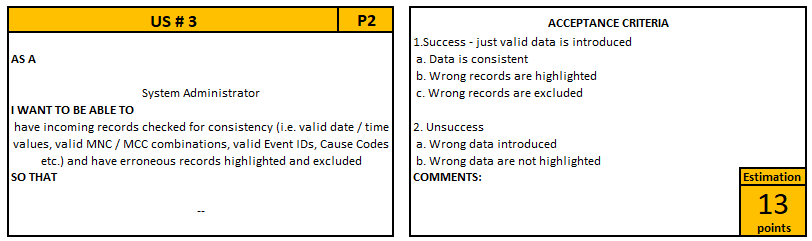 US # 3
P2
AS A
System Administrator
I WANT TO BE ABLE TO
have incoming records checked for consistency (i.e. valid date / time
values, valid MNC / MCC combinations, valid Event IDs, Cause Codes
etc.) and have erroneous records highlighted and excluded
SO THAT
--
ACCEPTANCE CRITERIA
1.Success - just valid data is introduced
a. Data is consistent
b. Wrong records are highlighted
c. Wrong records are excluded
2. Unsuccess
a. Wrong data introduced
b. Wrong data are not highlighted
COMMENTS:
Estimation
13
points